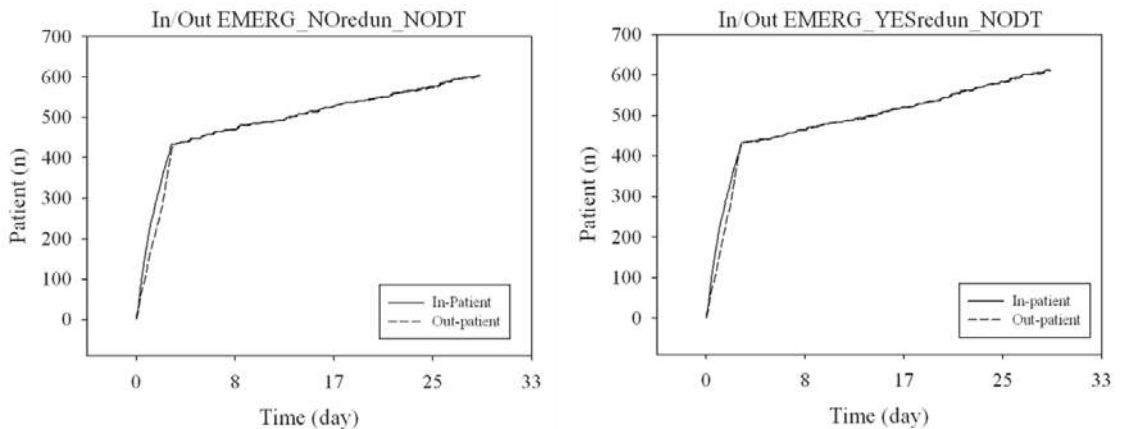 In/Out EMERG_NOredun_NODT
700
600
500
400
300
200
100
0
Patient (n)
In-Patient
Out-patient
0 8 17 25 33
Time (day)
In/Out EMERG_YESredun_NODT
700
600
500
400
300
200
100
0
Patient (n)
In-patient
Out-patient
0 8 17 25 33
Time (day)